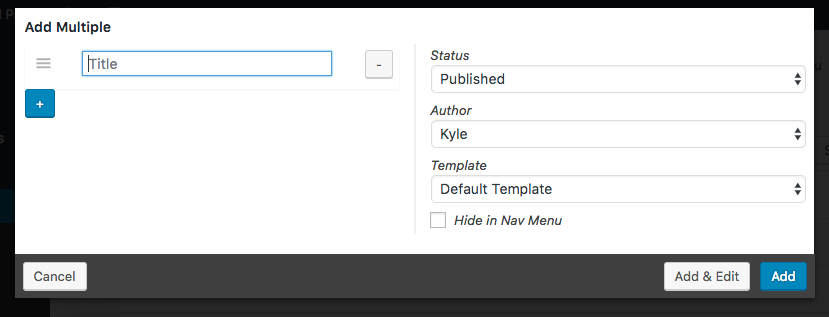 Add Multiple
Title
-
+
Status
Published
Author
Kyle
Template
Default Template
Hide in Nav Menu
Cancel
Add & Edit
Add